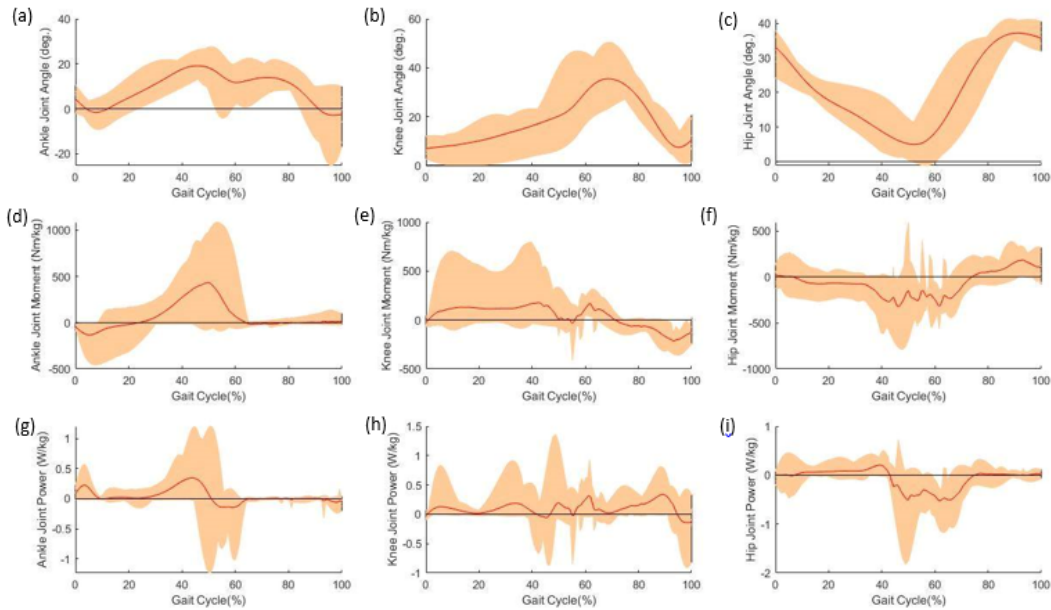 (a)
Ankle Joint Angle (deg.)
40
20
0
-20
0 20 40 60 80 100
Gait Cycle(%)
(b)
Knee Joint Angle (deg.)
60
40
20
0
0 20 40 60 80 100
Gait Cycle(%)
(c)
Hip Joint Angle (deg.)
40
30
20
10
0
0 20 40 60 80 100
Gait Cycle(%)
(d)
Ankle Joint Moment (Nm/kg)
1000
500
0
-500
0 20 40 60 80 100
Gait Cycle(%)
(e)
Knee Joint Moment (Nm/kg)
1000
500
0
-500
0 20 40 60 80 100
Gait Cycle(%)
(f)
Hip Joint Moment (Nm/kg)
500
0
-500
-1000
0 20 40 60 80 100
Gait Cycle(%)
(g)
Ankle Joint Power (W/kg)
1
0.5
0
-0.5
-1
0 20 40 60 80 100
Gait Cycle(%)
(h)
Knee Joint Power (W/kg)
1.5
1
0.5
0
-0.5
-1
0 20 40 60 80 100
Gait Cycle(%)
(i)
Hip Joint Power (W/kg)
1
0
-1
-2
0 20 40 60 80 100
Gait Cycle(%)